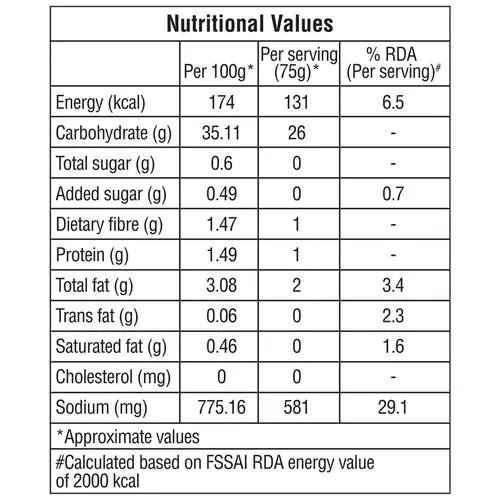 Nutritional Values
Per 100g* Per serving (75g)* % RDA (Per serving)#
Energy (kcal) 174 131 6.5
Carbohydrate (g) 35.11 26 -
Total sugar (g) 0.6 0 -
Added sugar (g) 0.49 0 0.7
Dietary fibre (g) 1.47 1 -
Protein (g) 1.49 1 -
Total fat (g) 3.08 2 3.4
Trans fat (g) 0.06 0 2.3
Saturated fat (g) 0.46 0 1.6
Cholesterol (mg) 0 0 -
Sodium (mg) 775.16 581 29.1
*Approximate values
#Calculated based on FSSAI RDA energy value
of 2000 kcal